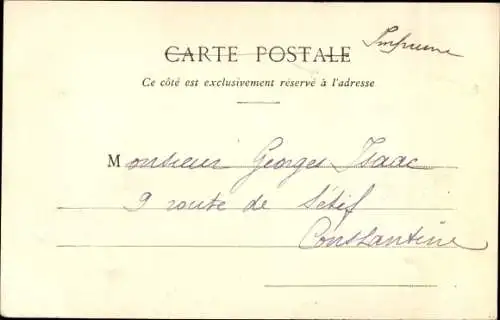 CARTE POSTALE
Imprimé
Ce côté est exclusivement réservé à l'adresse
Monsieur Georges Isaac
9 route de Sétif
Constantine